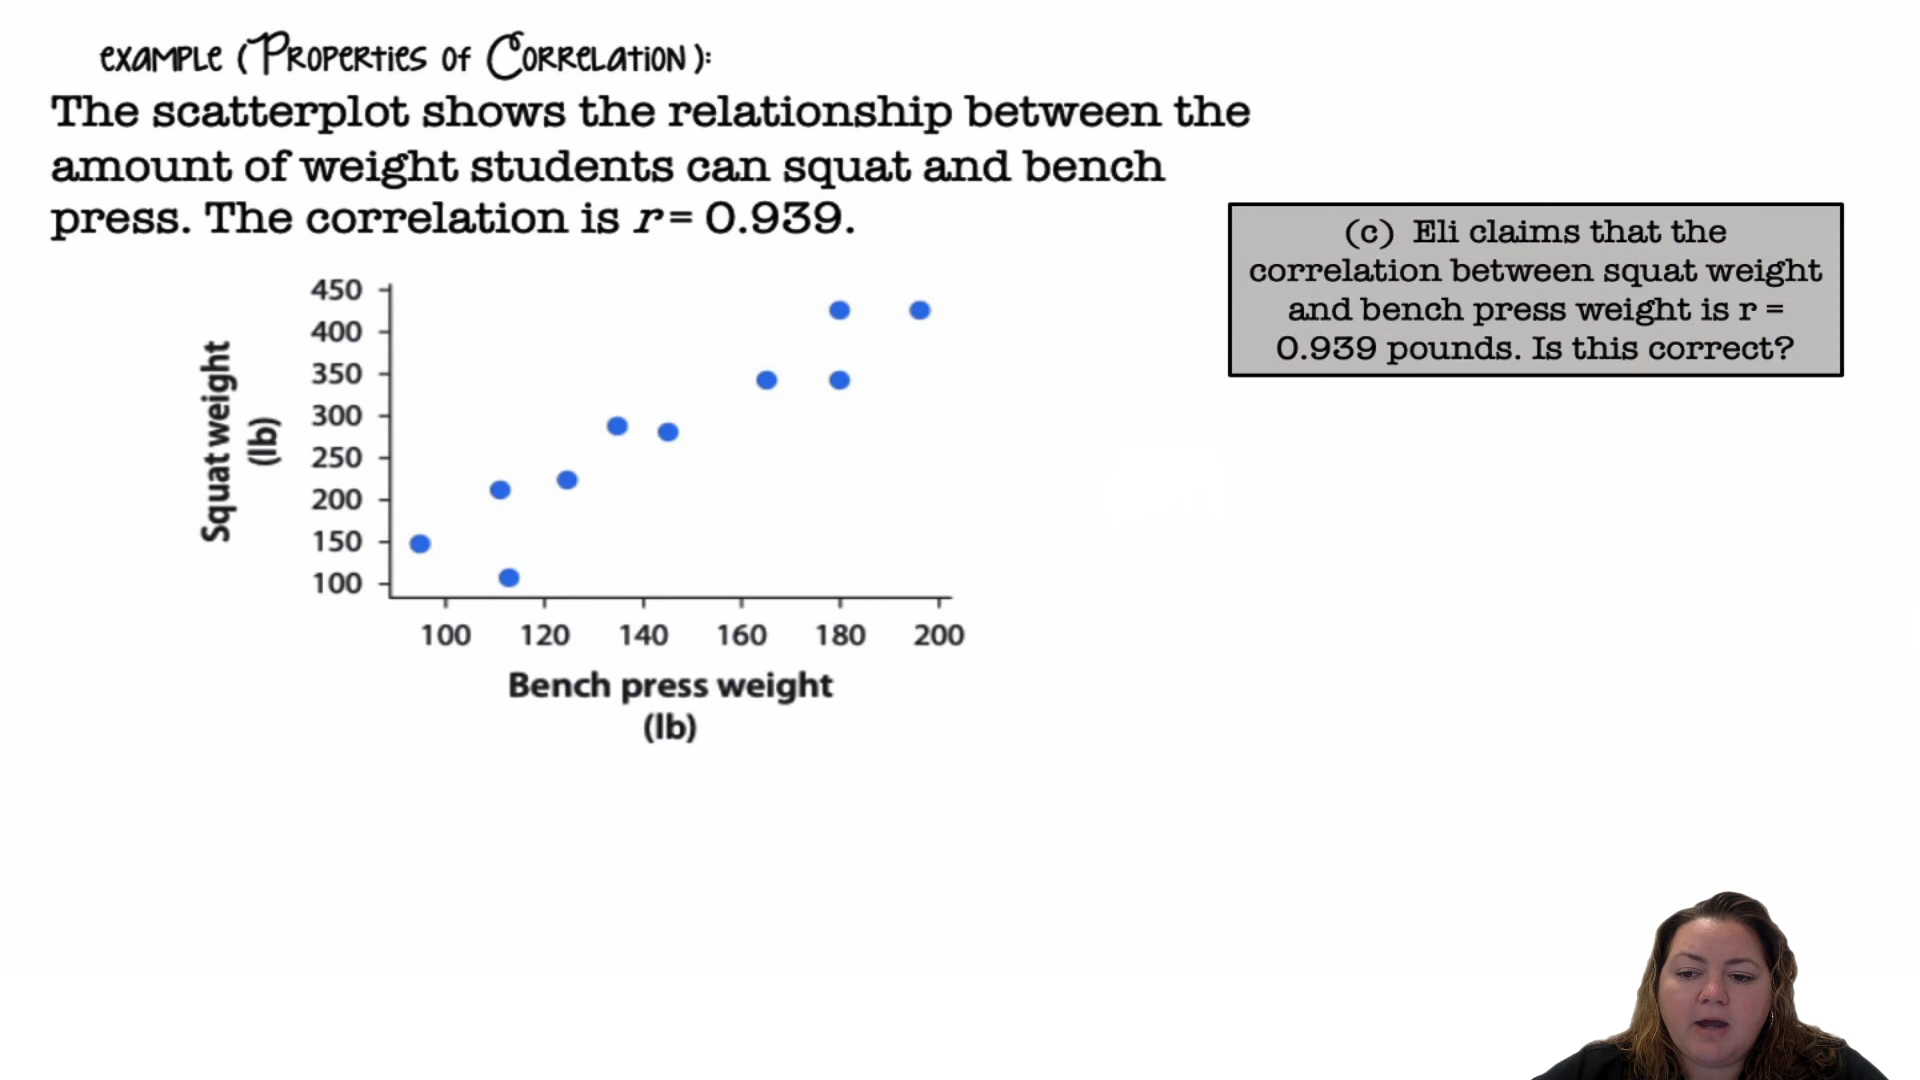 example (Properties of Correlation):
The scatterplot shows the relationship between the
amount of weight students can squat and bench
press. The correlation is r = 0.939.
(c) Eli claims that the
correlation between squat weight
and bench press weight is r =
0.939 pounds. Is this correct?
Squat weight
(lb)
450
400
350
300
250
200
150
100
100 120 140 160 180 200
Bench press weight
(lb)